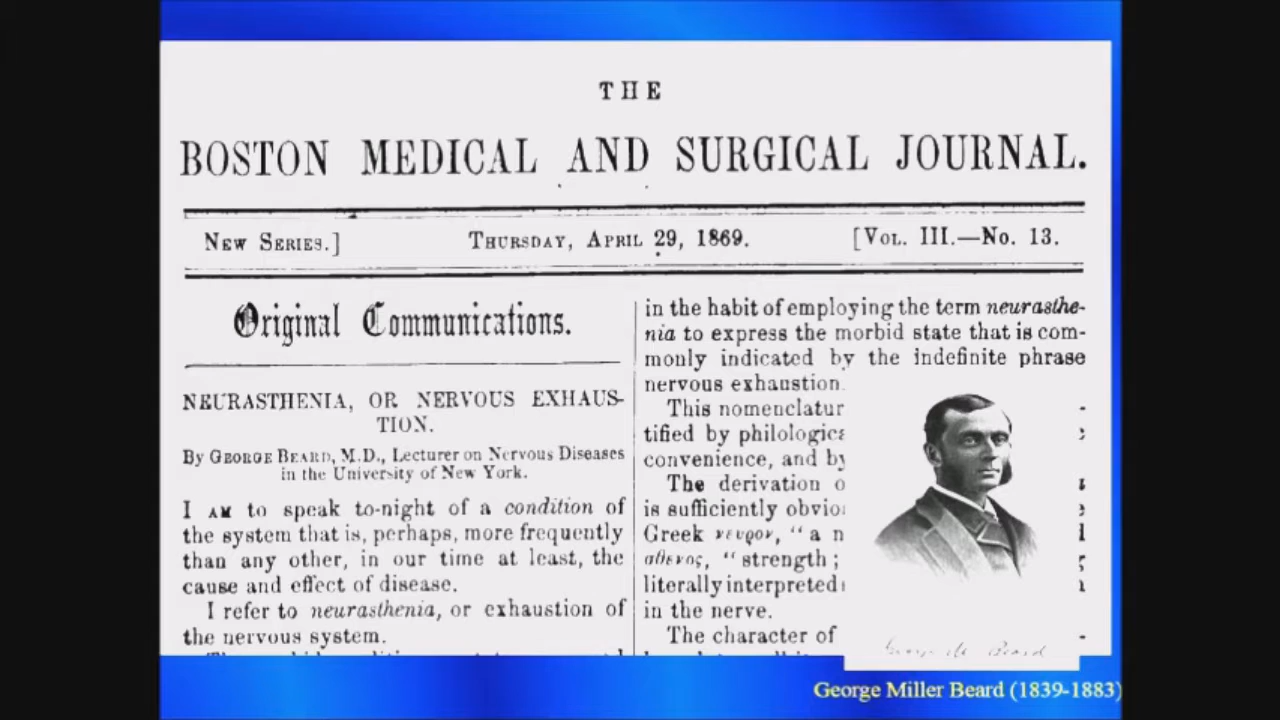 THE
BOSTON MEDICAL AND SURGICAL JOURNAL.
NEW SERIES.]
THURSDAY, APRIL 29, 1869.
[VOL. III.—NO. 13.
Original Communications.
NEURASTHENIA, OR NERVOUS EXHAUS-
TION.
By GEORGE BEARD, M.D., Lecturer on Nervous Diseases
in the University of New York.
I AM to speak to-night of a condition of
the system that is, perhaps, more frequently
than any other, in our time at least, the
cause and effect of disease.
I refer to neurasthenia, or exhaustion of
the nervous system.
in the habit of employing the term neurasthe-
nia to express the morbid state that is com-
monly indicated by the indefinite phrase
nervous exhaustion.
This nomenclatur
tified by philologic
convenience, and by
The derivation o
is sufficiently obvio
Greek νευρον, “a n
σθενος, “strength ;
literally interpreted
in the nerve.
The character of
George M. Beard
George Miller Beard (1839-1883)